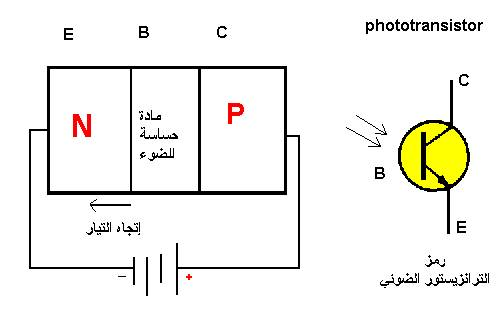 E B C
phototransistor
N
P
مادة
حساسة
للضوء
إتجاه التيار
– +
C
B
E
رمز
الترانزيستور الضوئي